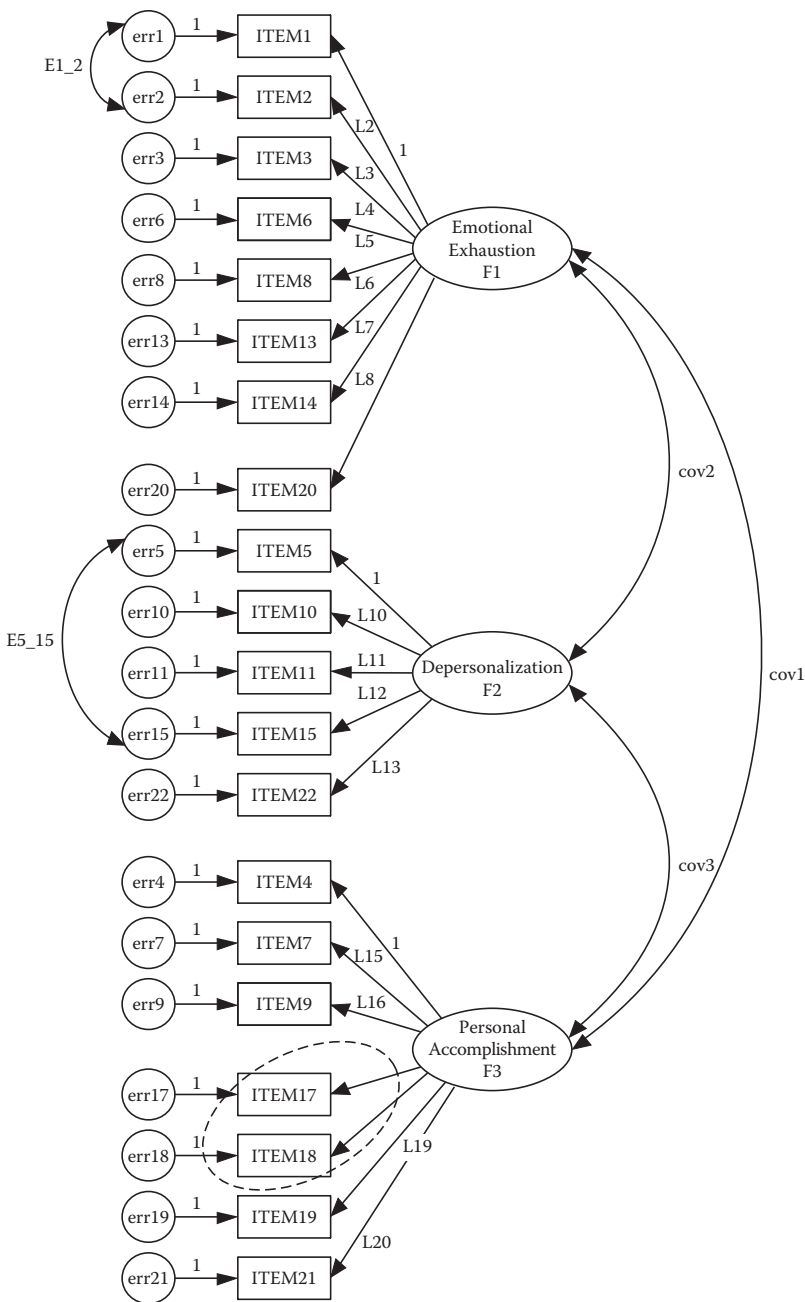 E1_2
err1
1
ITEM1
err2
1
ITEM2
err3
1
ITEM3
err6
1
ITEM6
err8
1
ITEM8
err13
1
ITEM13
err14
1
ITEM14
err20
1
ITEM20
1
L2
L3
L4
L5
L6
L7
L8
Emotional
Exhaustion
F1
E5_15
err5
1
ITEM5
err10
1
ITEM10
err11
1
ITEM11
err15
1
ITEM15
err22
1
ITEM22
1
L10
L11
L12
L13
Depersonalization
F2
cov2
cov1
cov3
err4
1
ITEM4
err7
1
ITEM7
err9
1
ITEM9
err17
1
ITEM17
err18
1
ITEM18
err19
1
ITEM19
err21
1
ITEM21
1
L15
L16
L19
L20
Personal
Accomplishment
F3